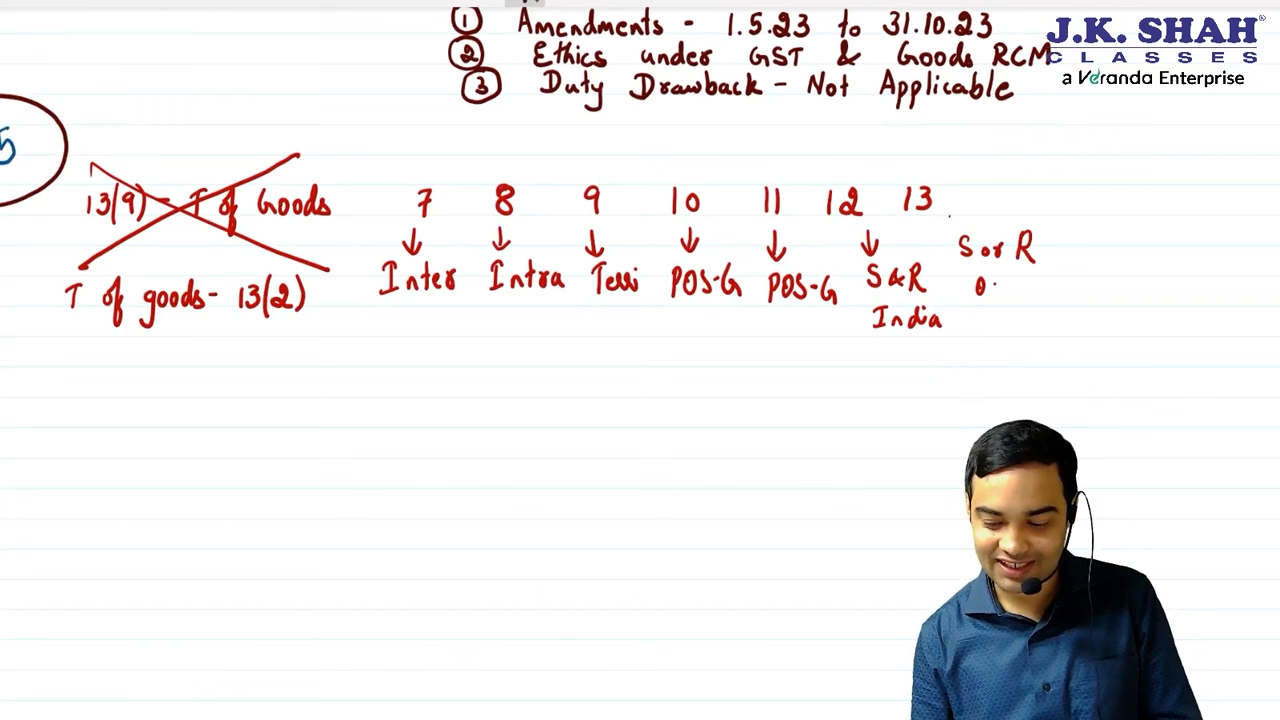 ① Amendments - 1.5.23 to 31.10.23
② Ethics under GST & Goods RCM
③ Duty Drawback - Not Applicable
J.K. SHAH®
CLASSES
a Veranda Enterprise
5
13(9) - T of Goods
T of goods - 13(2)
7 8 9 10 11 12 13
Inter Intra Terri POS-G POS-G S & R India
S or R
0.